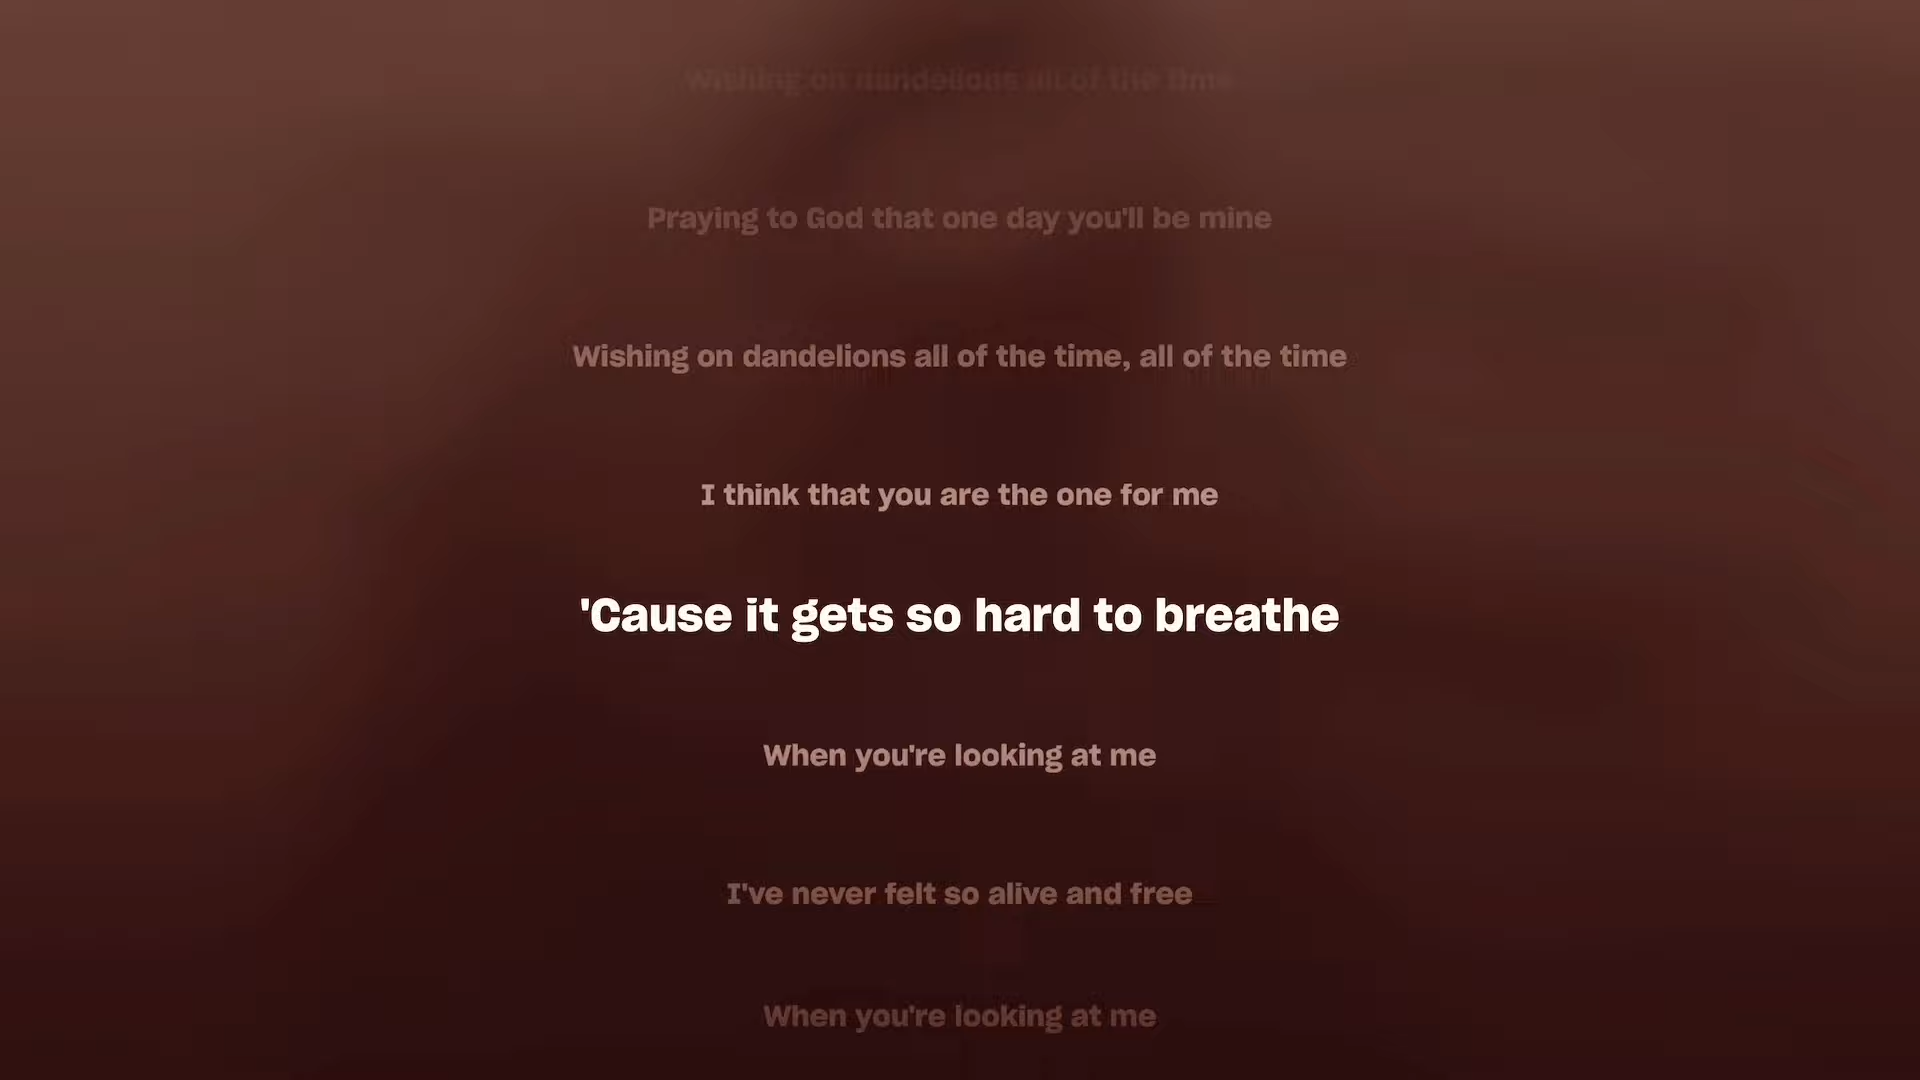 Wishing on dandelions all of the time
Praying to God that one day you'll be mine
Wishing on dandelions all of the time, all of the time
I think that you are the one for me
'Cause it gets so hard to breathe
When you're looking at me
I've never felt so alive and free
When you're looking at me